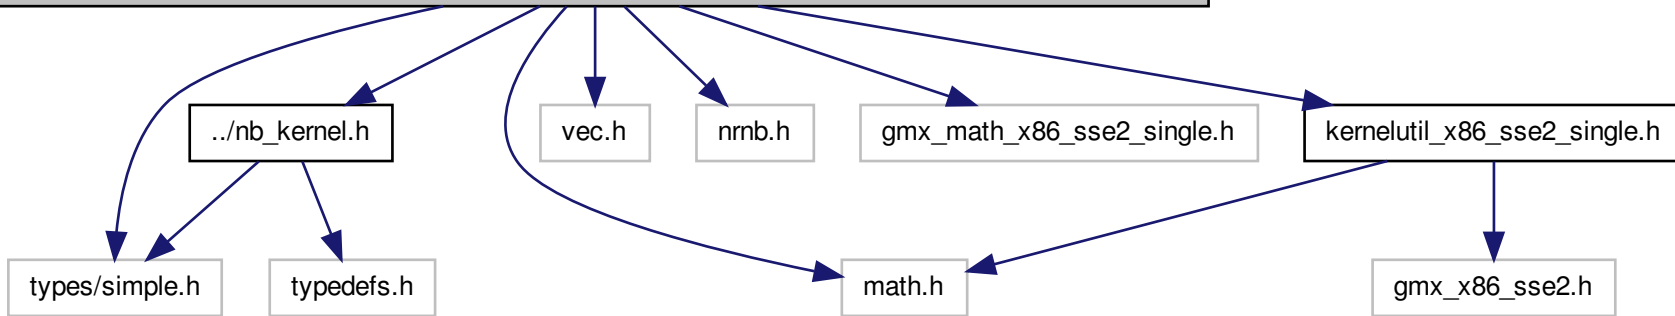 ../nb_kernel.h
vec.h
nrnb.h
gmx_math_x86_sse2_single.h
kernelutil_x86_sse2_single.h
types/simple.h
typedefs.h
math.h
gmx_x86_sse2.h